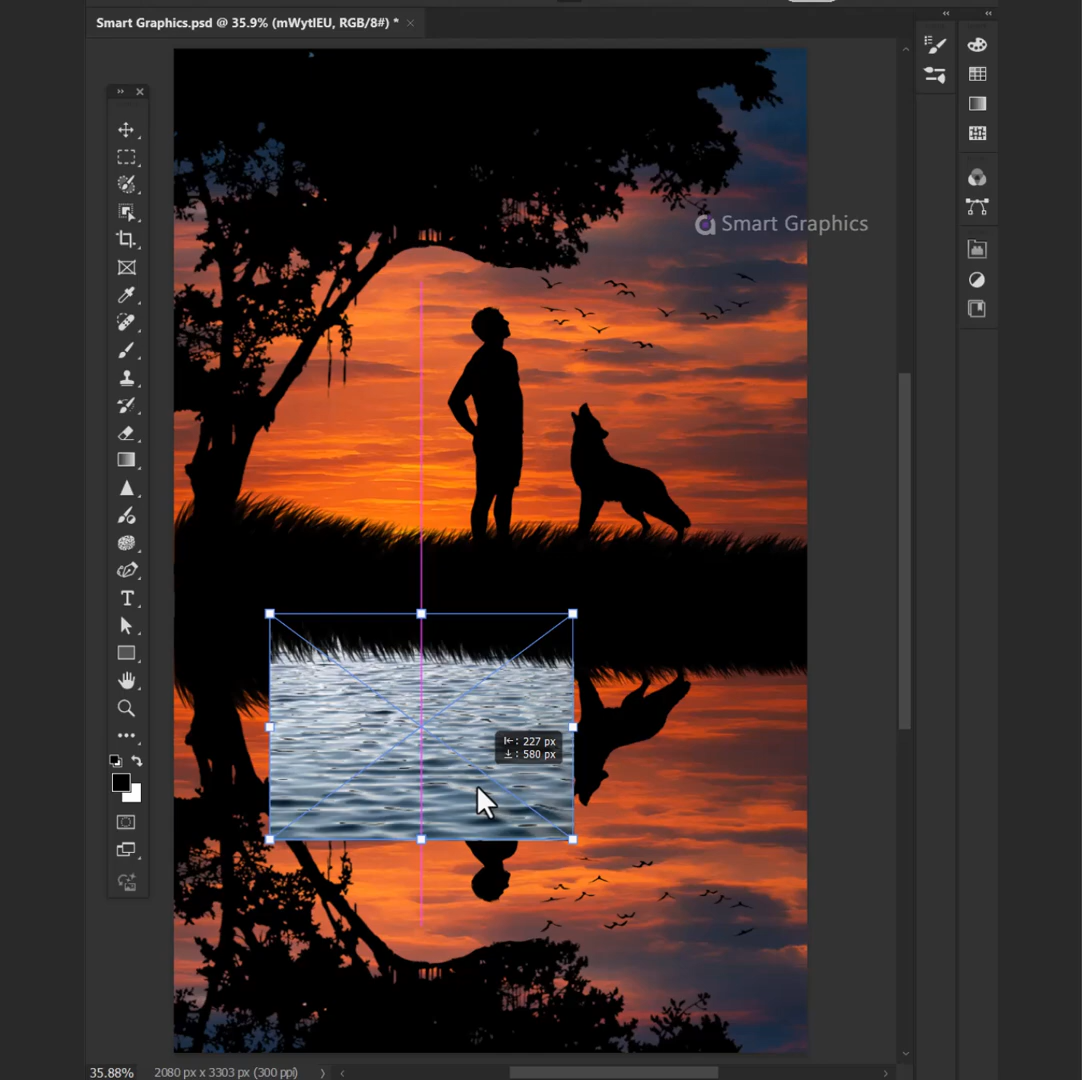 Smart Graphics.psd @ 35.9% (mWytIEU, RGB/8#) *
Smart Graphics
: 227 px
: 580 px
35.88%
2080 px x 3303 px (300 ppi)